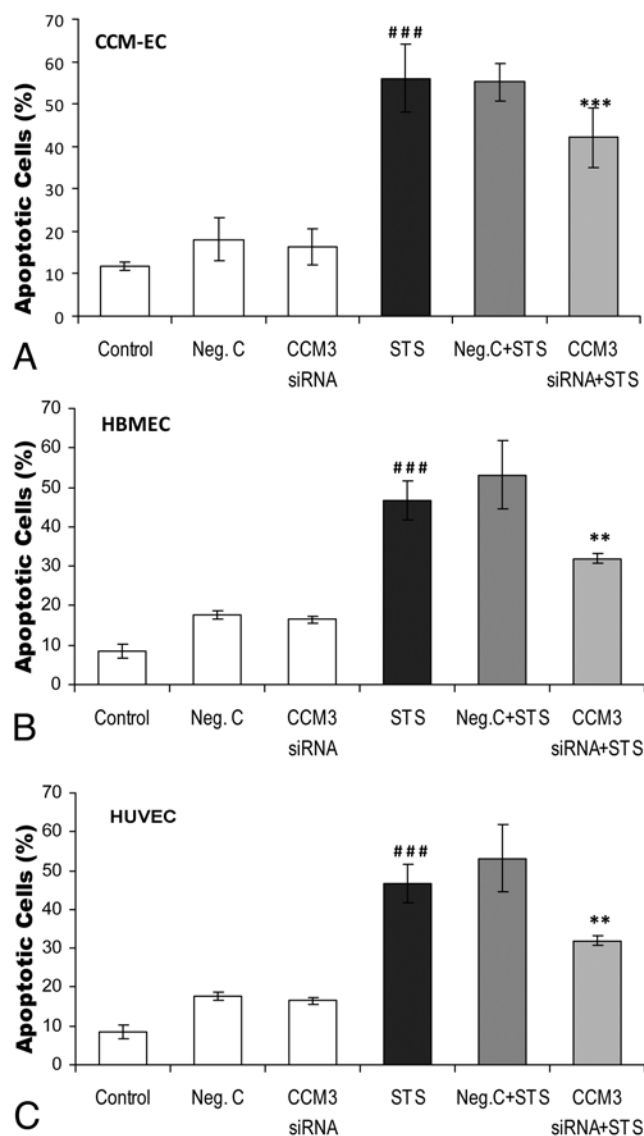 70
CCM-EC
###
60
50
***
40
30
20
10
0
Apoptotic Cells (%)
Control Neg. C CCM3 STS Neg.C+STS CCM3
siRNA siRNA+STS
A
70
HBMEC
60
###
50
40
**
30
20
10
0
Apoptotic Cells (%)
Control Neg. C CCM3 STS Neg.C+STS CCM3
siRNA siRNA+STS
B
70
HUVEC
60
###
50
40
**
30
20
10
0
Apoptotic Cells (%)
Control Neg. C CCM3 STS Neg.C+STS CCM3
siRNA siRNA+STS
C